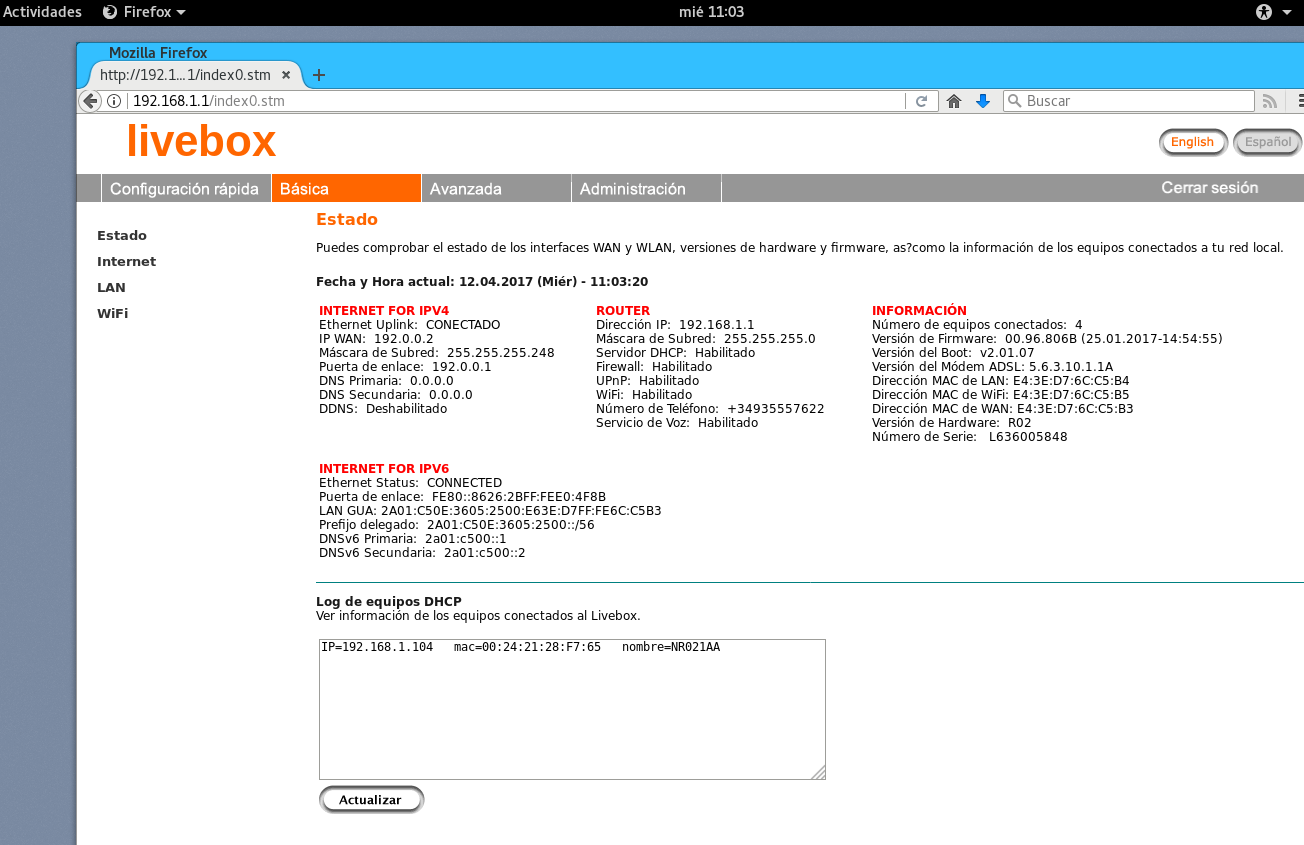 Actividades Firefox mié 11:03
Mozilla Firefox
http://192.1...1/index0.stm
192.168.1.1/index0.stm Buscar
livebox
English Español
Configuración rápida Básica Avanzada Administración Cerrar sesión
Estado
Internet
LAN
WiFi
Estado
Puedes comprobar el estado de los interfaces WAN y WLAN, versiones de hardware y firmware, as?como la información de los equipos conectados a tu red local.
Fecha y Hora actual: 12.04.2017 (Miér) - 11:03:20
INTERNET FOR IPV4
Ethernet Uplink: CONECTADO
IP WAN: 192.0.0.2
Máscara de Subred: 255.255.255.248
Puerta de enlace: 192.0.0.1
DNS Primaria: 0.0.0.0
DNS Secundaria: 0.0.0.0
DDNS: Deshabilitado
ROUTER
Dirección IP: 192.168.1.1
Máscara de Subred: 255.255.255.0
Servidor DHCP: Habilitado
Firewall: Habilitado
UPnP: Habilitado
WiFi: Habilitado
Número de Teléfono: +34935557622
Servicio de Voz: Habilitado
INFORMACIÓN
Número de equipos conectados: 4
Versión de Firmware: 00.96.806B (25.01.2017-14:54:55)
Versión del Boot: v2.01.07
Versión del Módem ADSL: 5.6.3.10.1.1A
Dirección MAC de LAN: E4:3E:D7:6C:C5:B4
Dirección MAC de WiFi: E4:3E:D7:6C:C5:B5
Dirección MAC de WAN: E4:3E:D7:6C:C5:B3
Versión de Hardware: R02
Número de Serie: L636005848
INTERNET FOR IPV6
Ethernet Status: CONNECTED
Puerta de enlace: FE80::8626:2BFF:FEE0:4F8B
LAN GUA: 2A01:C50E:3605:2500:E63E:D7FF:FE6C:C5B3
Prefijo delegado: 2A01:C50E:3605:2500::/56
DNSv6 Primaria: 2a01:c500::1
DNSv6 Secundaria: 2a01:c500::2
Log de equipos DHCP
Ver información de los equipos conectados al Livebox.
IP=192.168.1.104 mac=00:24:21:28:F7:65 nombre=NR021AA
Actualizar